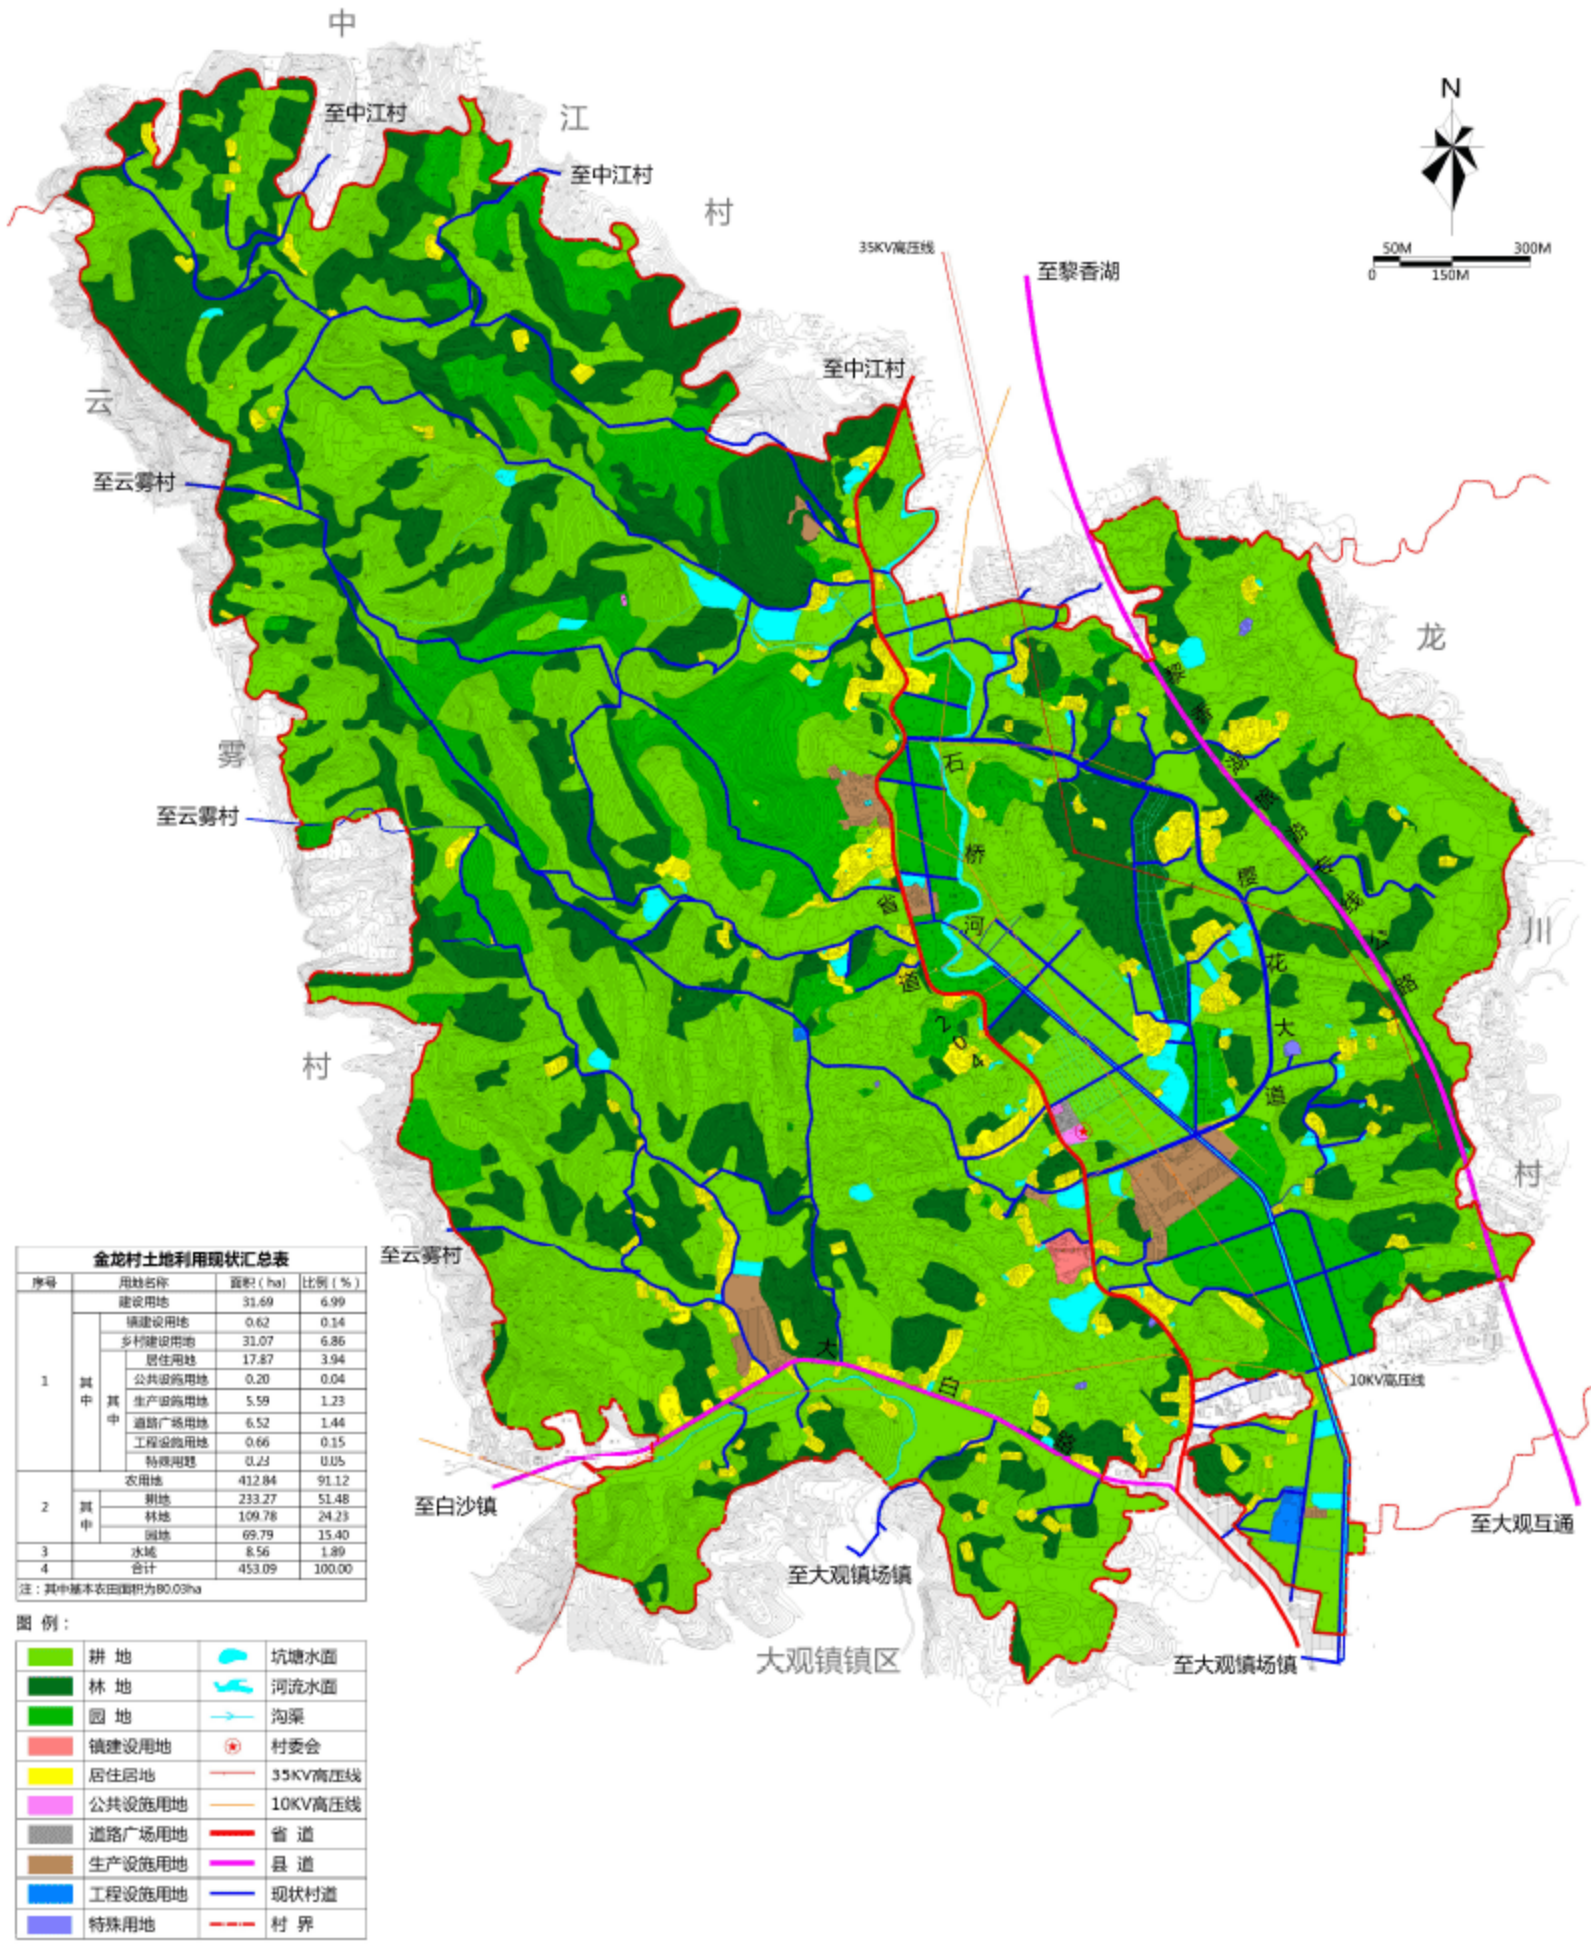 中
至中江村
江
至中江村
村
N
50M 300M
0 150M
35KV高压线
至黎香湖
至中江村
云
至云雾村
龙
黎
香
湖
旅
游
专
线
公
路
雾
石
桥
河
至云雾村
樱
花
大
道
省
道
204
川
村
村
至云雾村
大
白
路
10KV高压线
至白沙镇
至大观互通
至大观镇场镇
大观镇镇区
至大观镇场镇
金龙村土地利用现状汇总表
序号 用地名称 面积（ha） 比例（%）
1 建设用地 31.69 6.99
其中 镇建设用地 0.62 0.14
乡村建设用地 31.07 6.86
其中 居住用地 17.87 3.94
公共设施用地 0.20 0.04
生产设施用地 5.59 1.23
道路广场用地 6.52 1.44
工程设施用地 0.66 0.15
特殊用地 0.23 0.05
2 农用地 412.84 91.12
其中 耕地 233.27 51.48
林地 109.78 24.23
园地 69.79 15.40
3 水域 8.56 1.89
4 合计 453.09 100.00
注：其中基本农田面积为80.03ha
图 例：
耕 地 坑塘水面
林 地 河流水面
园 地 沟渠
镇建设用地 村委会
居住居地 35KV高压线
公共设施用地 10KV高压线
道路广场用地 省 道
生产设施用地 县 道
工程设施用地 现状村道
特殊用地 村 界